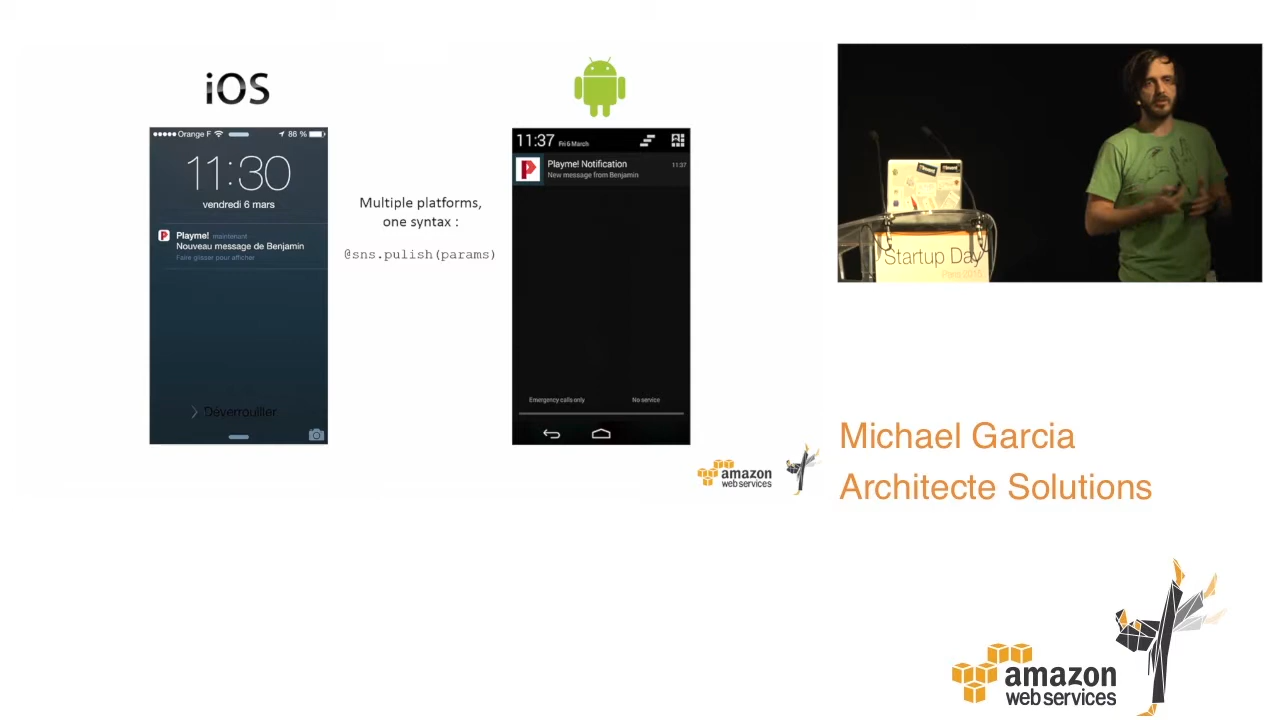 iOS
Orange F
86 %
11:30
vendredi 6 mars
Playme! maintenant
Nouveau message de Benjamin
Faire glisser pour afficher
Déverrouiller
Multiple platforms,
one syntax :
@sns.pulish(params)
11:37 Fri 6 March
Playme! Notification 11:37
New message from Benjamin
Emergency calls only No service
amazon
web services
Startup Day
Paris 2015
Michael Garcia
Architecte Solutions
amazon
web services